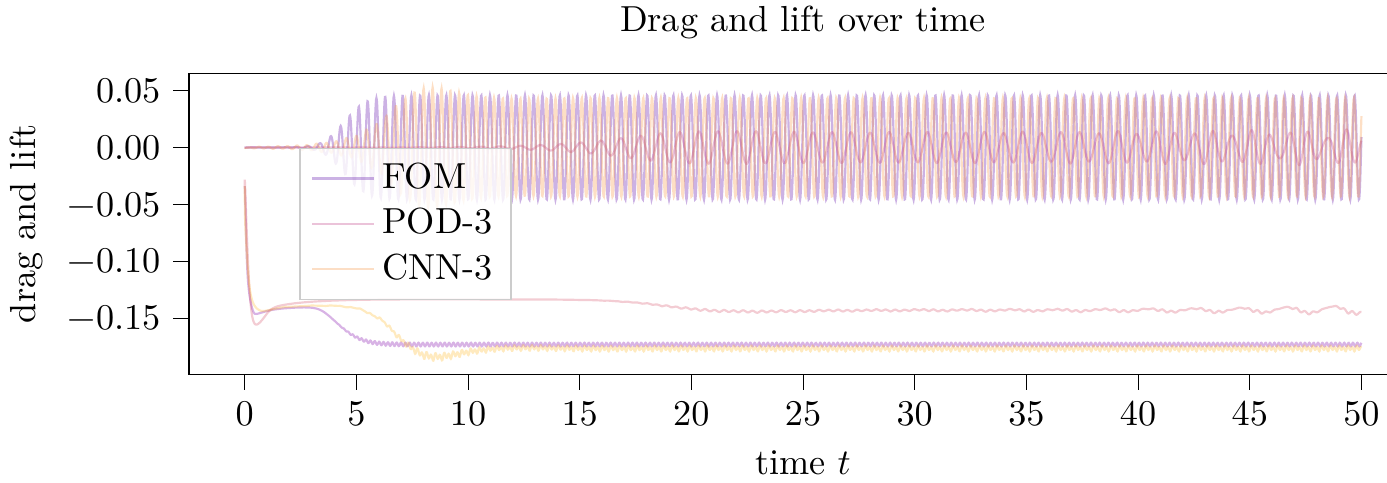 Drag and lift over time
drag and lift
0.05
0.00
−0.05
−0.10
−0.15
FOM
POD-3
CNN-3
0 5 10 15 20 25 30 35 40 45 50
time t